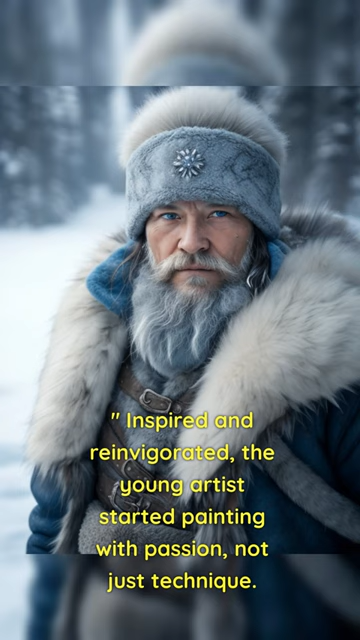 " Inspired and
reinvigorated, the
young artist
started painting
with passion, not
just technique.